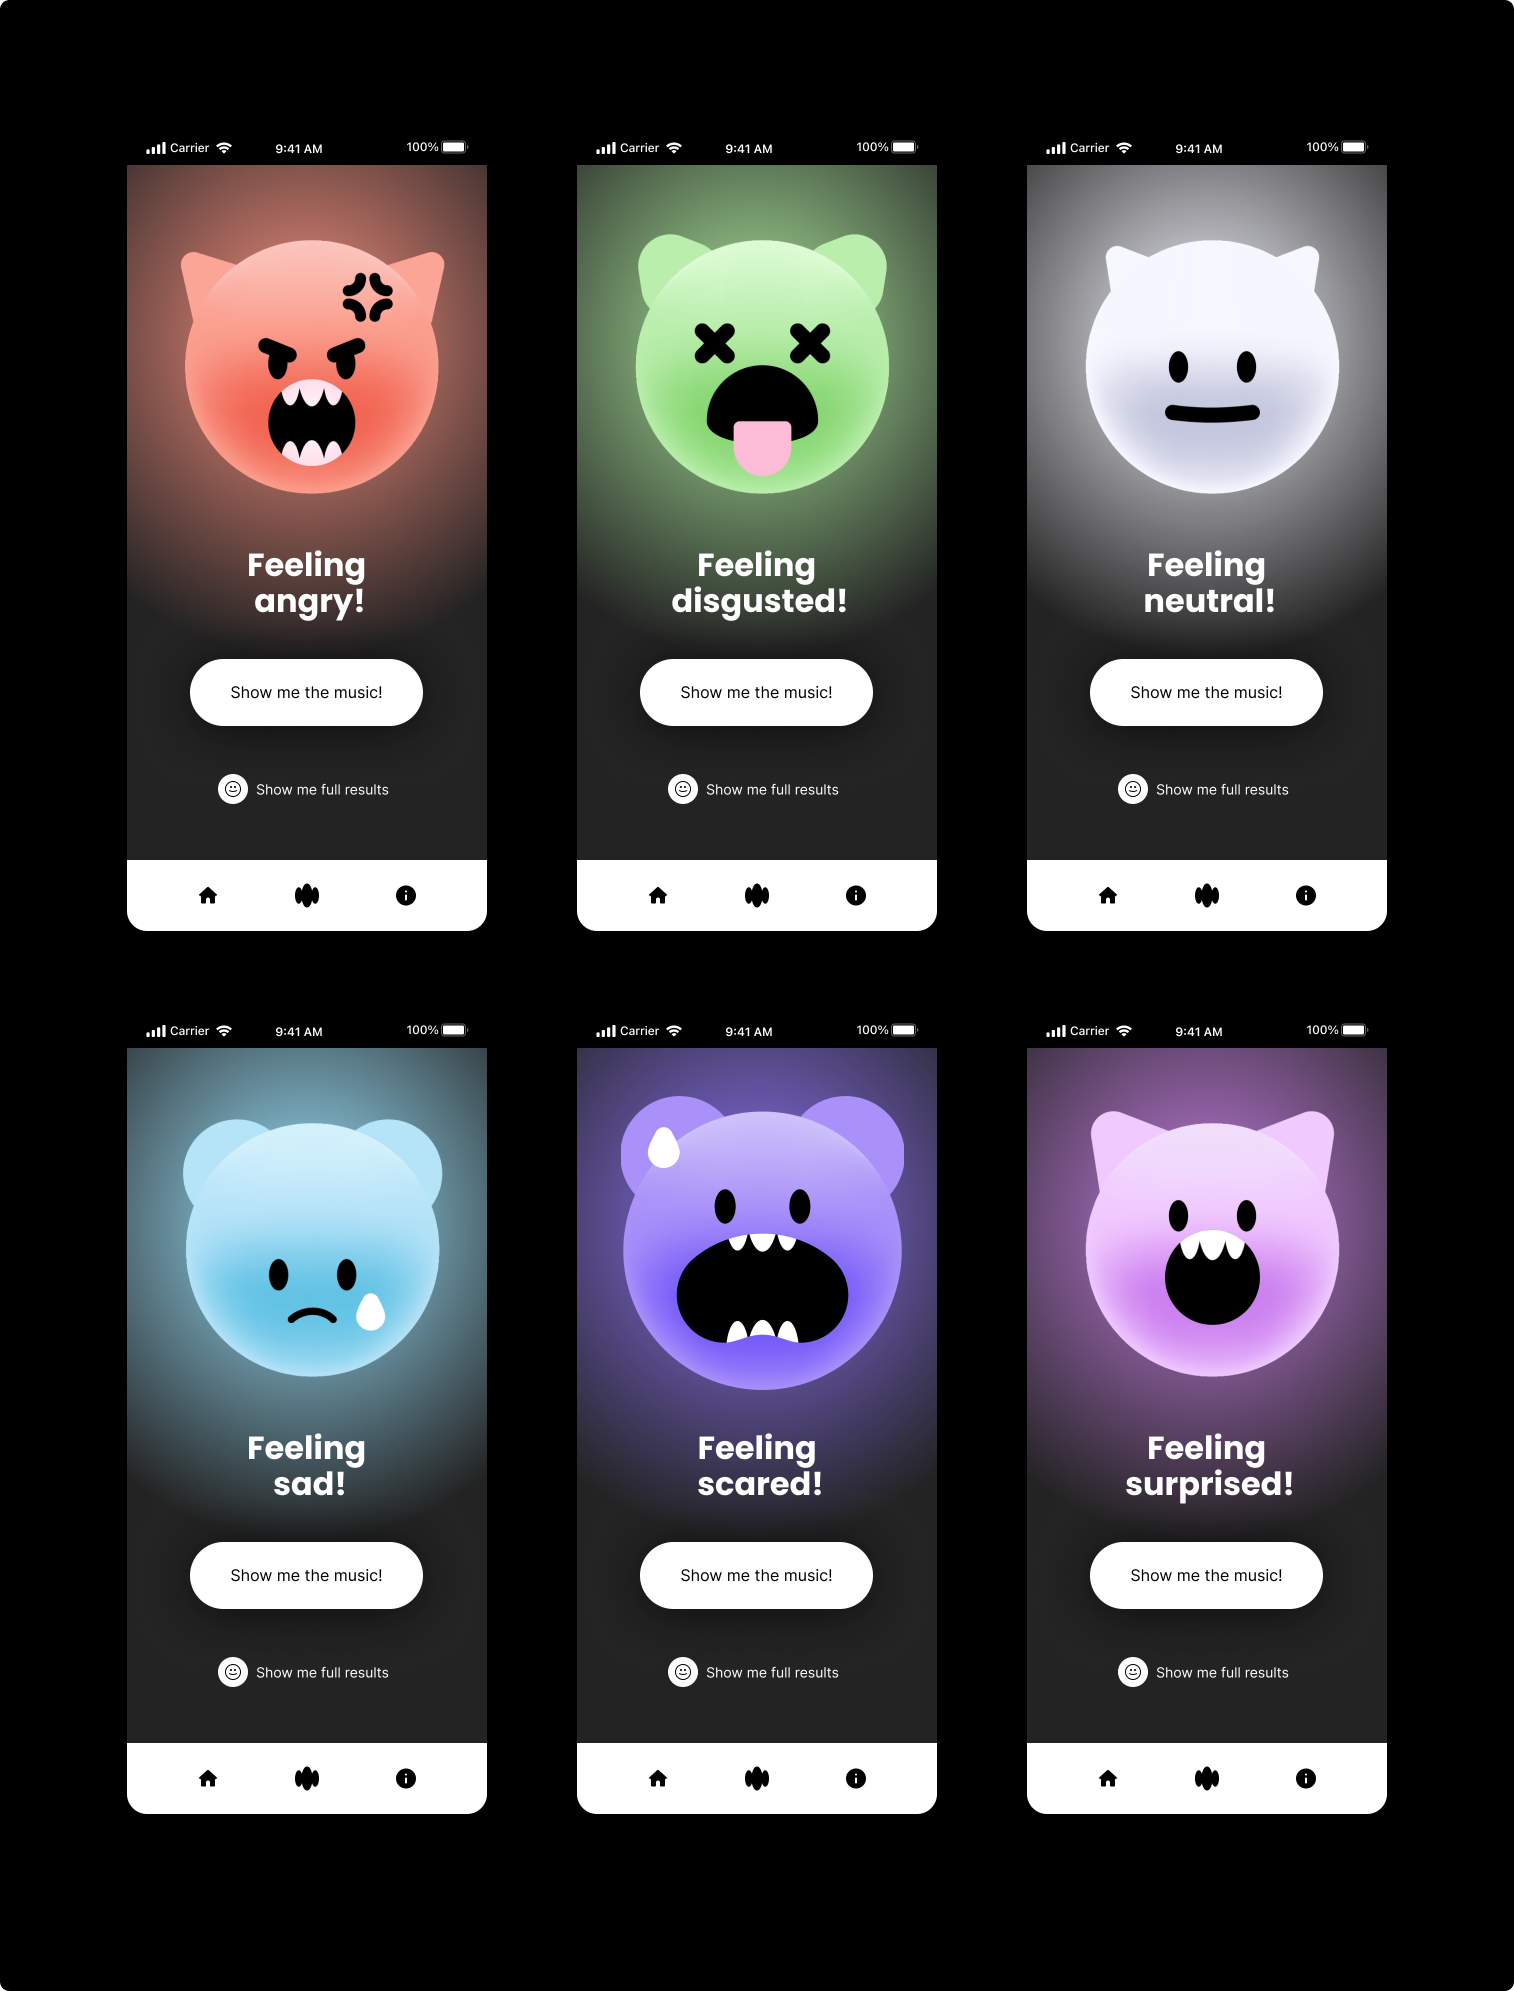 Carrier 9:41 AM 100%
Feeling
angry!
Show me the music!
Show me full results
Carrier 9:41 AM 100%
Feeling
disgusted!
Show me the music!
Show me full results
Carrier 9:41 AM 100%
Feeling
neutral!
Show me the music!
Show me full results
Carrier 9:41 AM 100%
Feeling
sad!
Show me the music!
Show me full results
Carrier 9:41 AM 100%
Feeling
scared!
Show me the music!
Show me full results
Carrier 9:41 AM 100%
Feeling
surprised!
Show me the music!
Show me full results